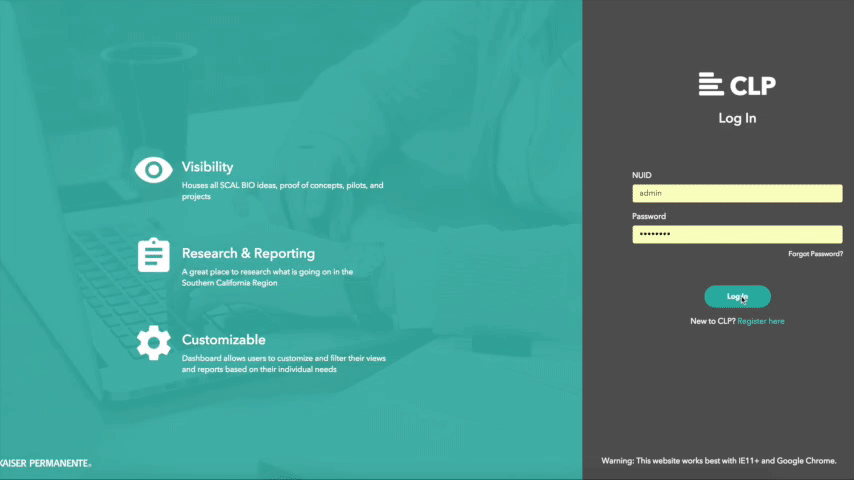 Visibility
Houses all SCAL BIO ideas, proof of concepts, pilots, and
projects
Research & Reporting
A great place to research what is going on in the
Southern California Region
Customizable
Dashboard allows users to customize and filter their views
and reports based on their individual needs
KAISER PERMANENTE®
CLP
Log In
NUID
admin
Password
••••••••
Forgot Password?
Log In
New to CLP? Register here
Warning: This website works best with IE11+ and Google Chrome.